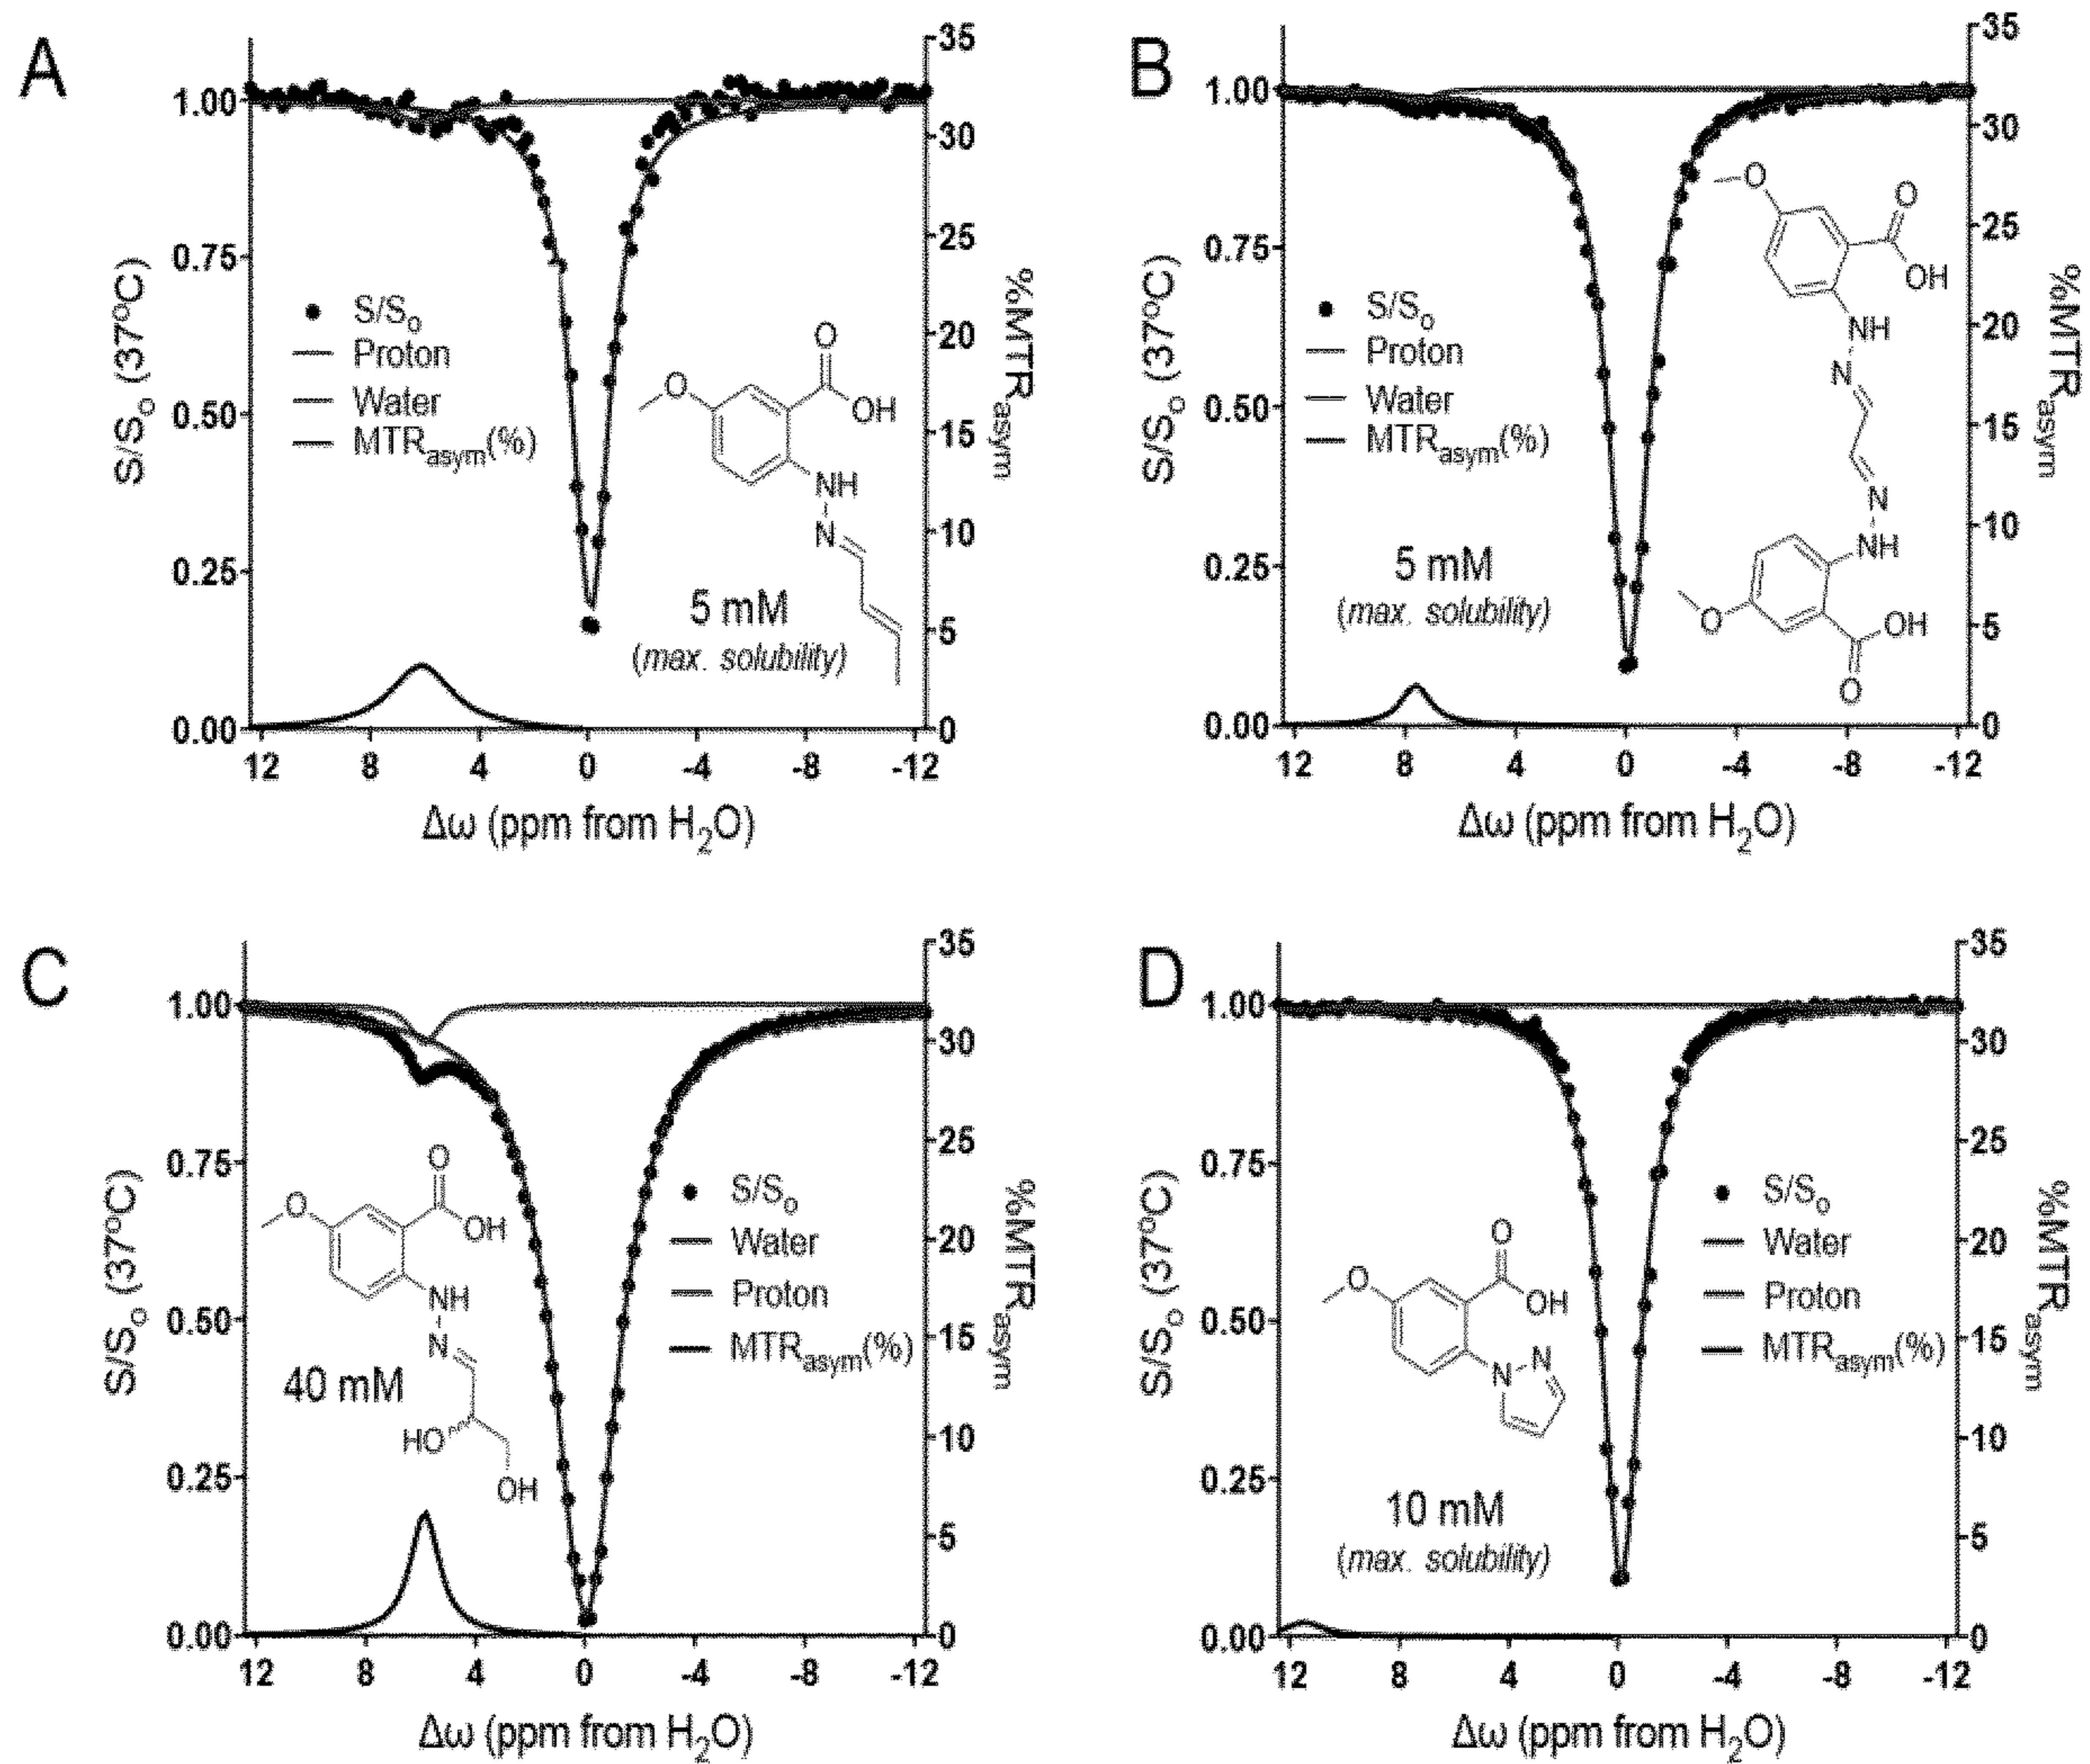 A
S/So (37°C)
1.00
0.75
0.50
0.25
0.00
35
30
25
20
15
10
5
0
%MTRasym
S/So
Proton
Water
MTRasym(%)
O
O
OH
NH
N
5 mM
(max. solubility)
12 8 4 0 -4 -8 -12
Δω (ppm from H2O)
B
S/So (37°C)
1.00
0.75
0.50
0.25
0.00
35
30
25
20
15
10
5
0
%MTRasym
S/So
Proton
Water
MTRasym(%)
O
O
OH
NH
N
N
NH
O
OH
O
5 mM
(max. solubility)
12 8 4 0 -4 -8 -12
Δω (ppm from H2O)
C
S/So (37°C)
1.00
0.75
0.50
0.25
0.00
35
30
25
20
15
10
5
0
%MTRasym
S/So
Water
Proton
MTRasym(%)
O
O
OH
NH
N
HO
OH
40 mM
12 8 4 0 -4 -8 -12
Δω (ppm from H2O)
D
S/So (37°C)
1.00
0.75
0.50
0.25
0.00
35
30
25
20
15
10
5
0
%MTRasym
S/So
Water
Proton
MTRasym(%)
O
O
OH
N
N
10 mM
(max. solubility)
12 8 4 0 -4 -8 -12
Δω (ppm from H2O)